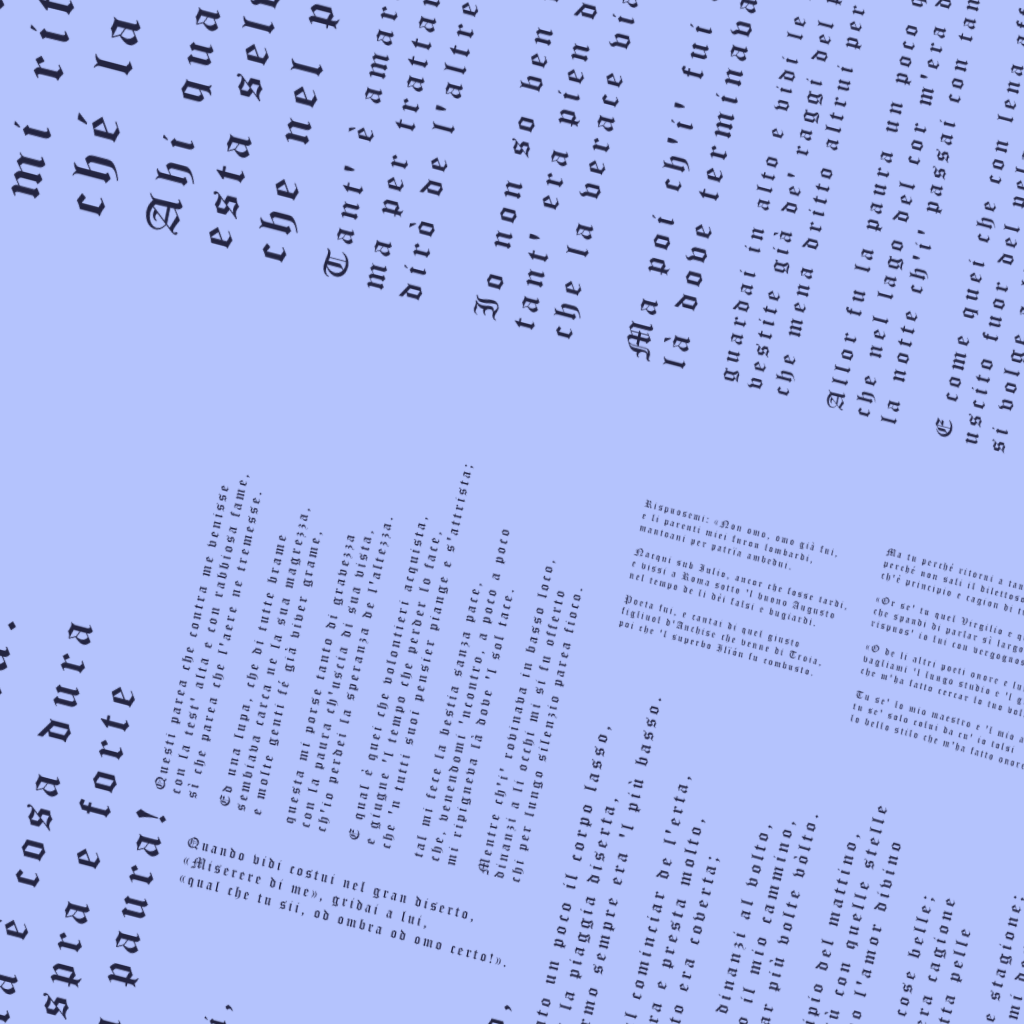 mi rit
ché la
Ahi qua
esta selv
che nel p
Tant' è amar
ma per trattar
dirò de l'altre
Io non so ben
tant' era pien d
che la verace via
Ma poi ch'i' fui
là dove terminava
guardai in alto e vidi le
vestite già de' raggi del p
che mena dritto altrui per
Allor fu la paura un poco q
che nel lago del cor m'era d
la notte ch'i' passai con tan
E come quei che con lena aff
uscito fuor del pela
si volge a
a è cosa dura
spra e forte
paura!
to un poco il corpo lasso,
la piaggia diserta,
rmo sempre era 'l più basso.
l cominciar de l'erta,
ra e presta molto,
to era coverta;
dinanzi al volto,
o il mio cammino,
ar più volte vòlto.
ipio del mattino,
ù con quelle stelle
o l'amor divino
cose belle;
ra cagione
ta pelle
stagione;
Questi parea che contra me venisse
con la test' alta e con rabbiosa fame,
sì che parea che l'aere ne tremesse.
Ed una lupa, che di tutte brame
sembiava carca ne la sua magrezza,
e molte genti fé già viver grame,
questa mi porse tanto di gravezza
con la paura ch'uscia di sua vista,
ch'io perdei la speranza de l'altezza.
E qual è quei che volontieri acquista,
e giugne 'l tempo che perder lo face,
che 'n tutti suoi pensier piange e s'attrista;
tal mi fece la bestia sanza pace,
che, venendomi 'ncontro, a poco a poco
mi ripigneva là dove 'l sol tace.
Mentre ch'i' rovinava in basso loco,
dinanzi a li occhi mi si fu offerto
chi per lungo silenzio parea fioco.
Quando vidi costui nel gran diserto,
«Miserere di me», gridai a lui,
«qual che tu sii, od ombra od omo certo!».
Rispuosemi: «Non omo, omo già fui,
e li parenti miei furon lombardi,
mantoani per patrïa ambedui.
Nacqui sub Iulio, ancor che fosse tardi,
e vissi a Roma sotto 'l buono Augusto
nel tempo de li dèi falsi e bugiardi.
Poeta fui, e cantai di quel giusto
figliuol d'Anchise che venne di Troia,
poi che 'l superbo Ilïón fu combusto.
Ma tu perché ritorni a tan
perché non sali il dilettoso
ch'è principio e cagion di t
«Or se' tu quel Virgilio e q
che spandi di parlar sì largo
rispuos' io lui con vergognos
«O de li altri poeti onore e lu
vagliami 'l lungo studio e 'l g
che m'ha fatto cercar lo tuo vol
Tu se' lo mio maestro e 'l mio a
tu se' solo colui da cu' io tolsi
lo bello stilo che m'ha fatto onore